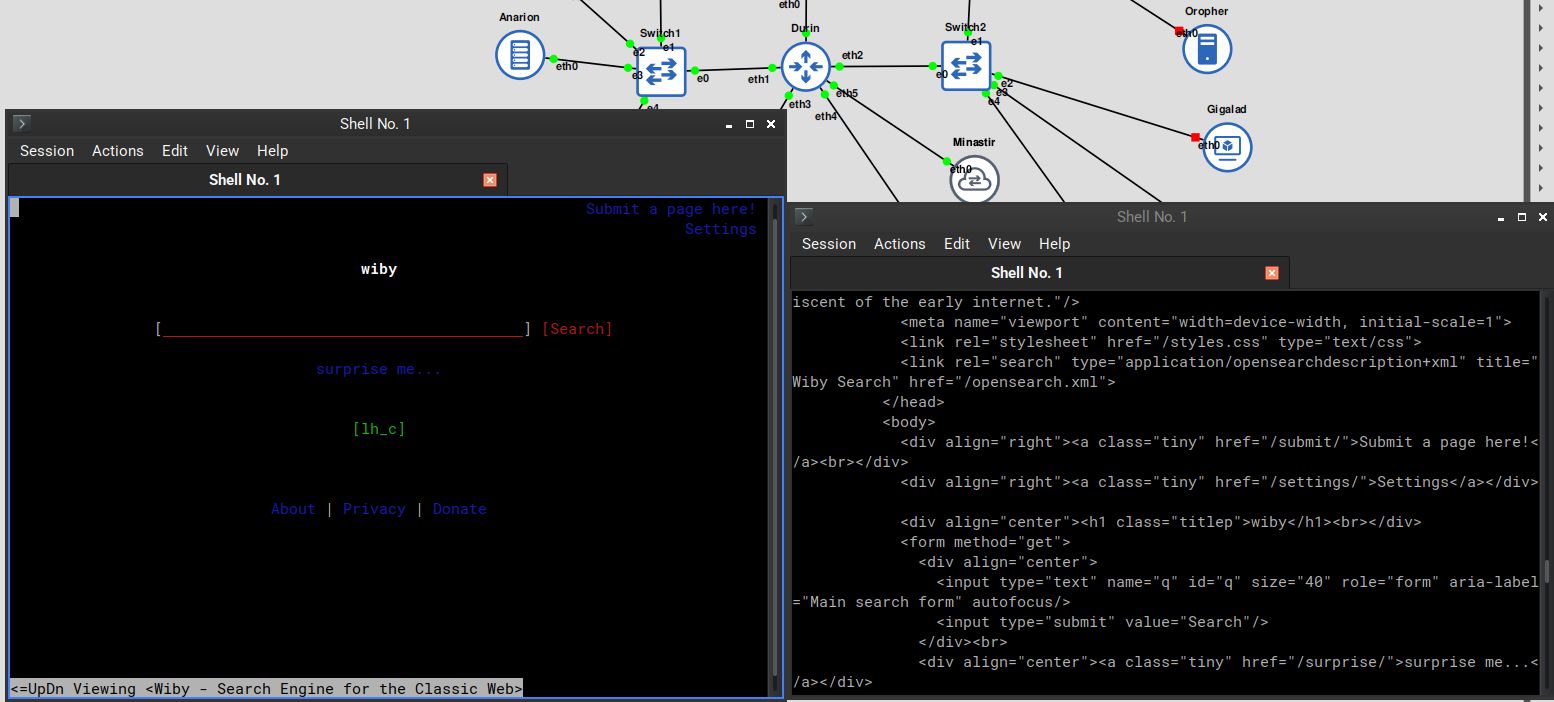 eth0
Oropher
Anarion
Switch1
Durin
Switch2
e1
e1
eth0
e2
eth2
eth0
e3
e0
eth1
e0
e2
e3
eth5
e4
e4
eth3
Gigalad
eth4
Minastir
eth0
eth0
Shell No. 1
Session Actions Edit View Help
Shell No. 1
Submit a page here!
Settings
wiby
[________________________________________] [Search]
surprise me...
[lh_c]
About | Privacy | Donate
<=UpDn Viewing <Wiby - Search Engine for the Classic Web>
Shell No. 1
Session Actions Edit View Help
Shell No. 1
iscent of the early internet."/>
<meta name="viewport" content="width=device-width, initial-scale=1">
<link rel="stylesheet" href="/styles.css" type="text/css">
<link rel="search" type="application/opensearchdescription+xml" title="
Wiby Search" href="/opensearch.xml">
</head>
<body>
<div align="right"><a class="tiny" href="/submit/">Submit a page here!<
/a><br></div>
<div align="right"><a class="tiny" href="/settings/">Settings</a></div>
<div align="center"><h1 class="titlep">wiby</h1><br></div>
<form method="get">
<div align="center">
<input type="text" name="q" id="q" size="40" role="form" aria-label
="Main search form" autofocus/>
<input type="submit" value="Search"/>
</div><br>
<div align="center"><a class="tiny" href="/surprise/">surprise me...<
/a></div>